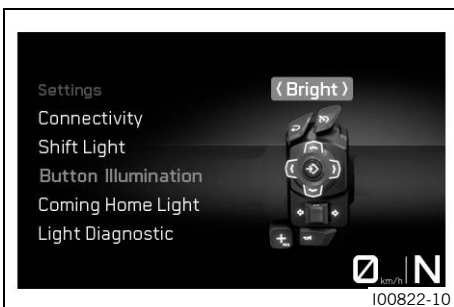 Settings
⟨ Bright ⟩
Connectivity
Shift Light
Button Illumination
Coming Home Light
Light Diagnostic
0 km/h N
I00822-10